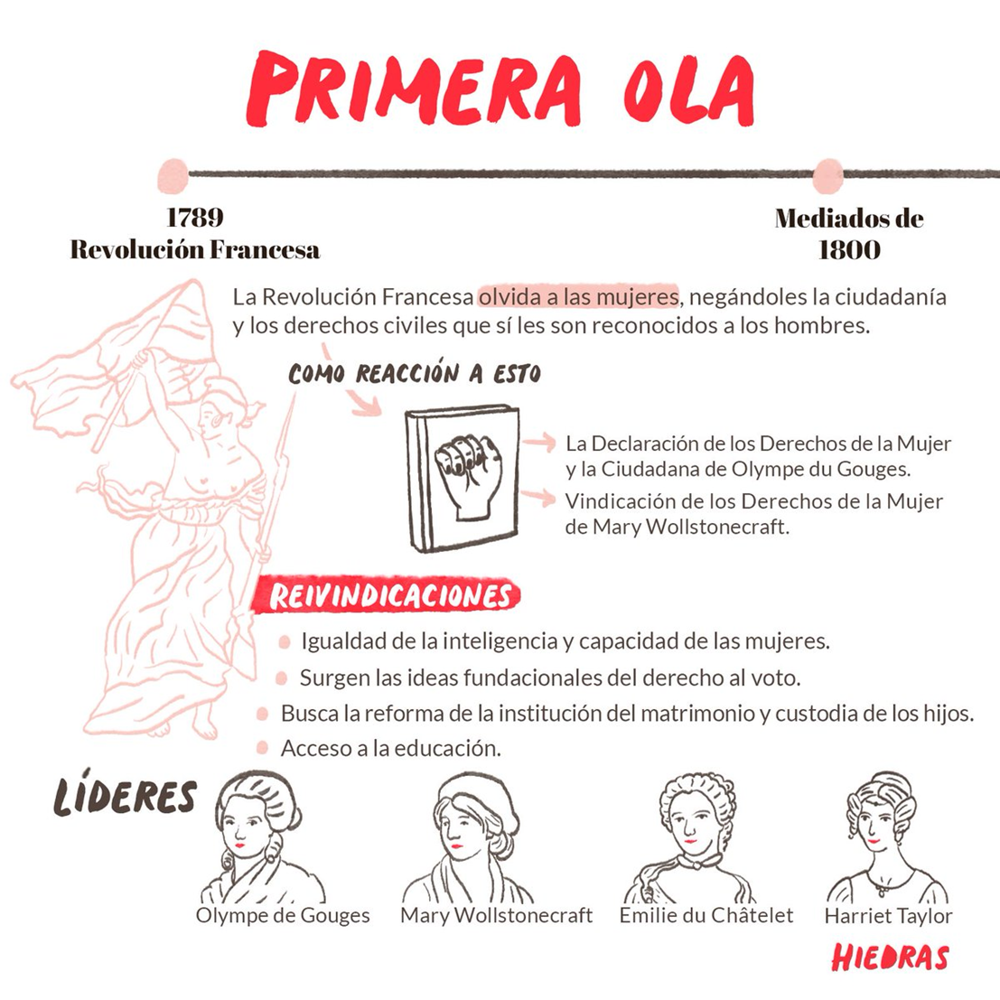 PRIMERA OLA
1789
Revolución Francesa
Mediados de
1800
La Revolución Francesa olvida a las mujeres, negándoles la ciudadanía
y los derechos civiles que sí les son reconocidos a los hombres.
COMO REACCIÓN A ESTO
La Declaración de los Derechos de la Mujer
y la Ciudadana de Olympe du Gouges.
Vindicación de los Derechos de la Mujer
de Mary Wollstonecraft.
REIVINDICACIONES
Igualdad de la inteligencia y capacidad de las mujeres.
Surgen las ideas fundacionales del derecho al voto.
Busca la reforma de la institución del matrimonio y custodia de los hijos.
Acceso a la educación.
LÍDERES
Olympe de Gouges
Mary Wollstonecraft
Emilie du Châtelet
Harriet Taylor
HIEDRAS